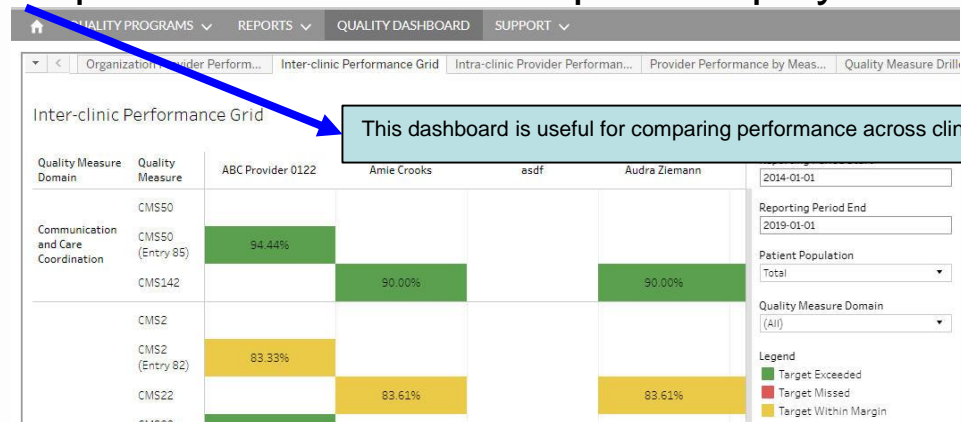 QUALITY PROGRAMS REPORTS QUALITY DASHBOARD SUPPORT
Organization Provider Perform... Inter-clinic Performance Grid Intra-clinic Provider Performan... Provider Performance by Meas... Quality Measure Drille
Inter-clinic Performance Grid
This dashboard is useful for comparing performance across clin
Quality Measure Domain Quality Measure ABC Provider 0122 Amie Crooks asdf Audra Ziemann
2014-01-01
Reporting Period End
2019-01-01
Patient Population
Total
Quality Measure Domain
(All)
Legend
Target Exceeded
Target Missed
Target Within Margin
Communication and Care Coordination
CMS50
CMS50 (Entry 85) 94.44%
CMS142 90.00% 90.00%
CMS2
CMS2 (Entry 82) 83.33%
CMS22 83.61% 83.61%